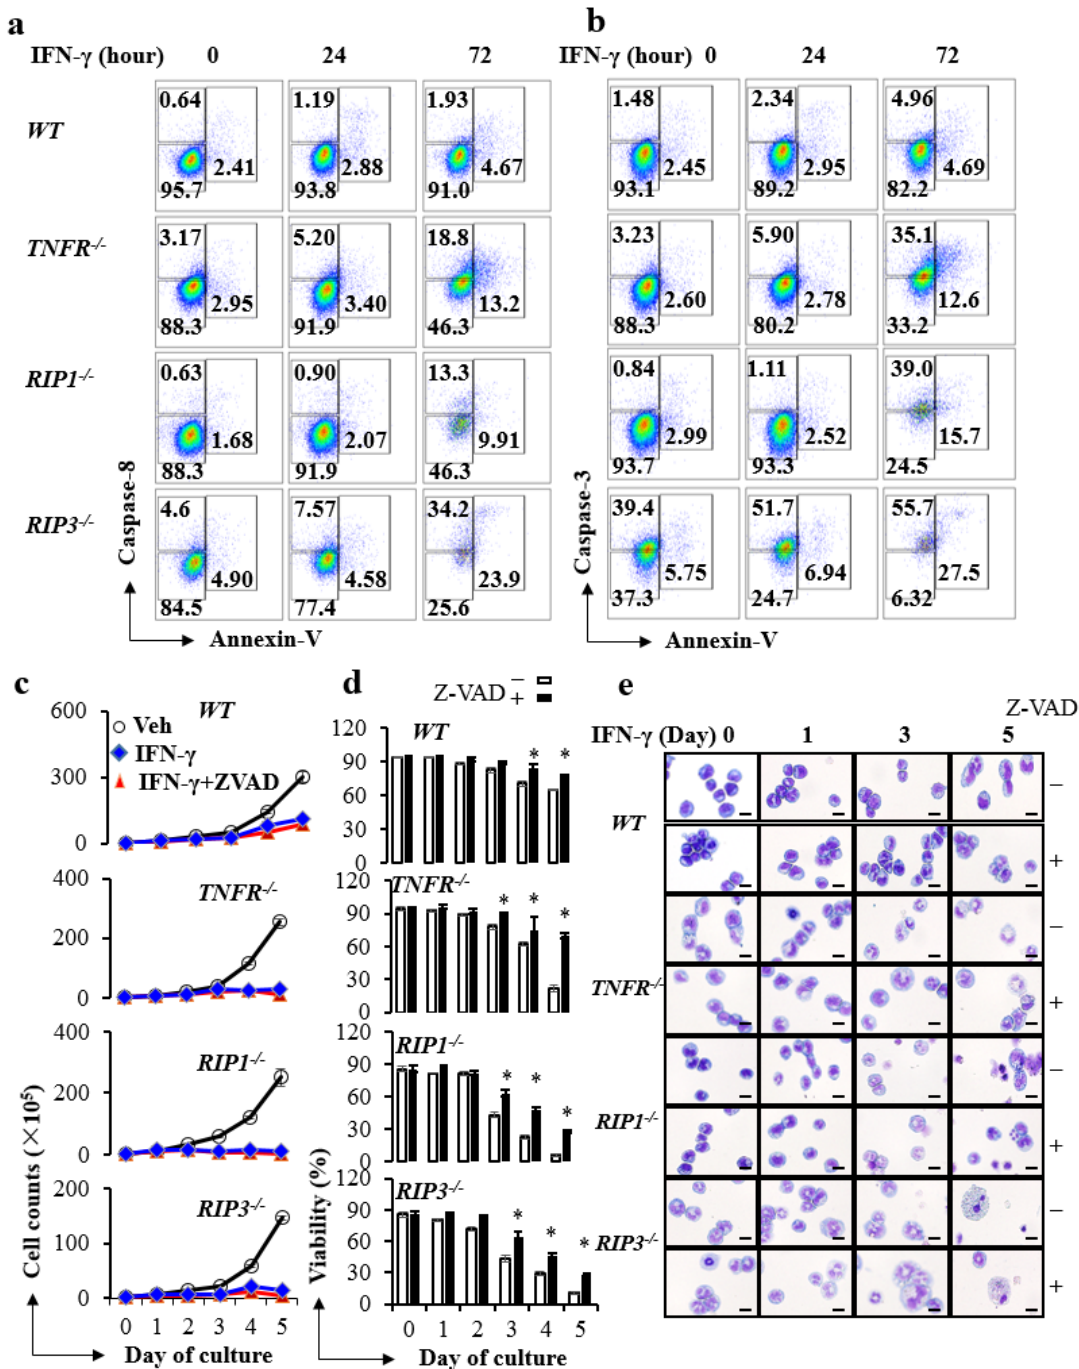 a
IFN-γ (hour) 0 24 72
WT
0.64 1.19 1.93
2.41 2.88 4.67
95.7 93.8 91.0
TNFR-/-
3.17 5.20 18.8
2.95 3.40 13.2
88.3 91.9 46.3
RIP1-/-
0.63 0.90 13.3
1.68 2.07 9.91
88.3 91.9 46.3
RIP3-/-
4.6 7.57 34.2
4.90 4.58 23.9
84.5 77.4 25.6
Caspase-8
Annexin-V
b
IFN-γ (hour) 0 24 72
1.48 2.34 4.96
2.45 2.95 4.69
93.1 89.2 82.2
3.23 5.90 35.1
2.60 2.78 12.6
88.3 80.2 33.2
0.84 1.11 39.0
2.99 2.52 15.7
93.7 93.3 24.5
39.4 51.7 55.7
5.75 6.94 27.5
37.3 24.7 6.32
Caspase-3
Annexin-V
c
WT
Veh
IFN-γ
IFN-γ+ZVAD
600
300
0
TNFR-/-
400
200
0
RIP1-/-
400
200
0
RIP3-/-
200
100
0
0 1 2 3 4 5
Cell counts (×10⁵)
Day of culture
d
Z-VAD −
+
WT
120
90
60
30
0
* *
TNFR-/-
120
90
60
30
0
* * *
RIP1-/-
120
90
60
30
0
* * *
RIP3-/-
120
90
60
30
0
* * *
0 1 2 3 4 5
Viability (%)
Day of culture
e
Z-VAD
IFN-γ (Day) 0 1 3 5
WT
−
+
TNFR-/-
−
+
RIP1-/-
−
+
RIP3-/-
−
+